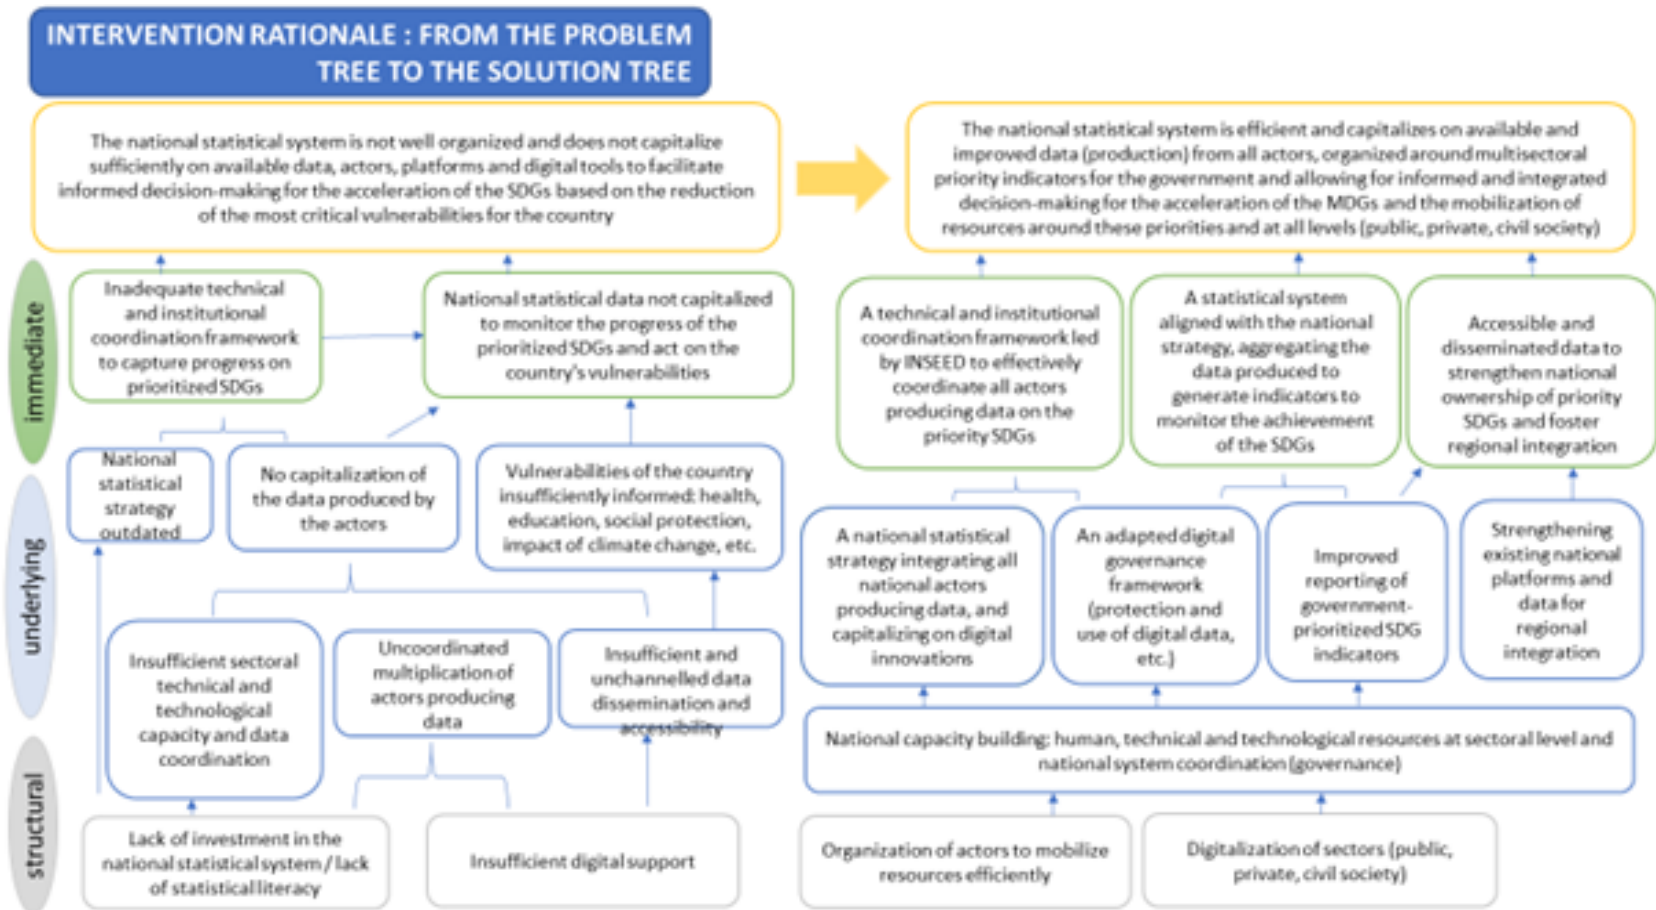 INTERVENTION RATIONALE : FROM THE PROBLEM
TREE TO THE SOLUTION TREE
The national statistical system is not well organized and does not capitalize
sufficiently on available data, actors, platforms and digital tools to facilitate
informed decision-making for the acceleration of the SDGs based on the reduction
of the most critical vulnerabilities for the country
The national statistical system is efficient and capitalizes on available and
improved data (production) from all actors, organized around multisectoral
priority indicators for the government and allowing for informed and integrated
decision-making for the acceleration of the MDGs and the mobilization of
resources around these priorities and at all levels (public, private, civil society)
immediate
Inadequate technical
and institutional
coordination framework
to capture progress on
prioritized SDGs
National statistical data not capitalized
to monitor the progress of the
prioritized SDGs and act on the
country's vulnerabilities
A technical and institutional
coordination framework led
by INSEED to effectively
coordinate all actors
producing data on the
priority SDGs
A statistical system
aligned with the national
strategy, aggregating the
data produced to
generate indicators to
monitor the achievement
of the SDGs
Accessible and
disseminated data to
strengthen national
ownership of priority
SDGs and foster
regional integration
underlying
National
statistical
strategy
outdated
No capitalization of
the data produced by
the actors
Vulnerabilities of the country
insufficiently informed: health,
education, social protection,
impact of climate change, etc.
A national statistical
strategy integrating all
national actors
producing data, and
capitalizing on digital
innovations
An adapted digital
governance
framework
(protection and
use of digital data,
etc.)
Improved
reporting of
government-
prioritized SDG
indicators
Strengthening
existing national
platforms and
data for
regional
integration
Insufficient sectoral
technical and
technological
capacity and data
coordination
Uncoordinated
multiplication of
actors producing
data
Insufficient and
unchannelled data
dissemination and
accessibility
National capacity building: human, technical and technological resources at sectoral level and
national system coordination (governance)
structural
Lack of investment in the
national statistical system / lack
of statistical literacy
Insufficient digital support
Organization of actors to mobilize
resources efficiently
Digitalization of sectors (public,
private, civil society)